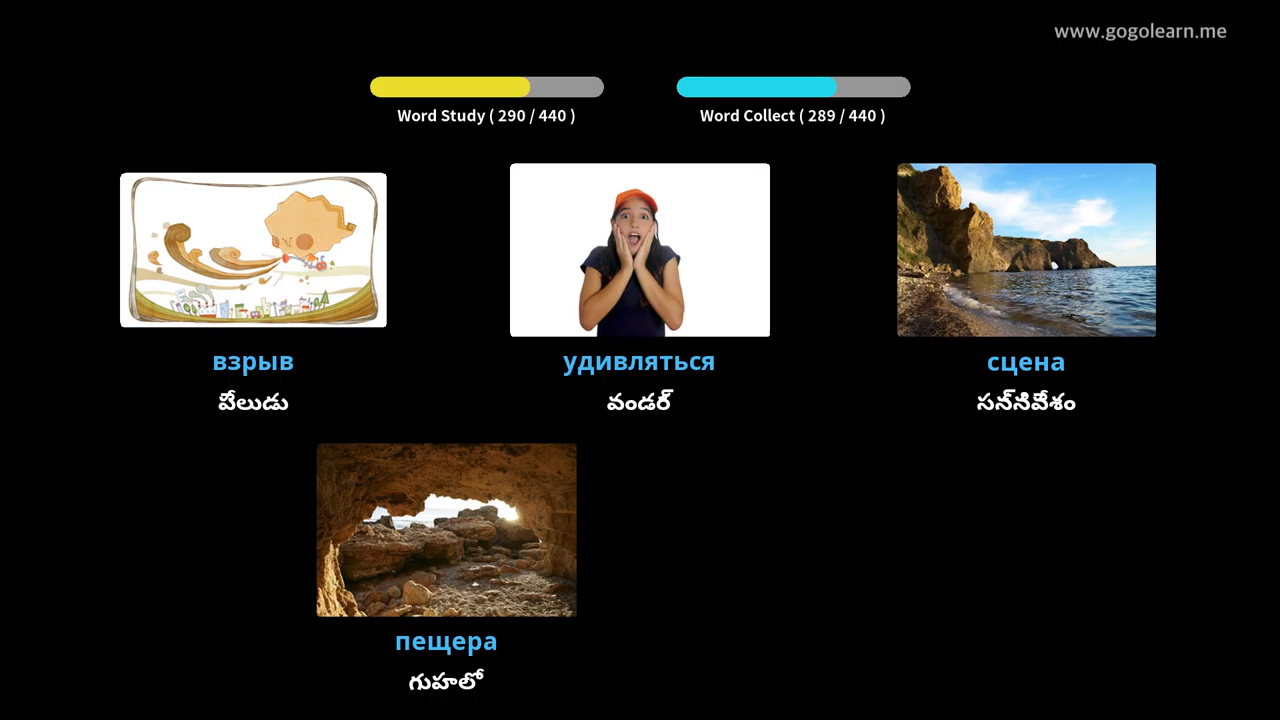 www.gogolearn.me
Word Study ( 290 / 440 )
Word Collect ( 289 / 440 )
взрыв
పేలుడు
удивляться
వండర్
сцена
సన్నివేశం
пещера
గుహలో